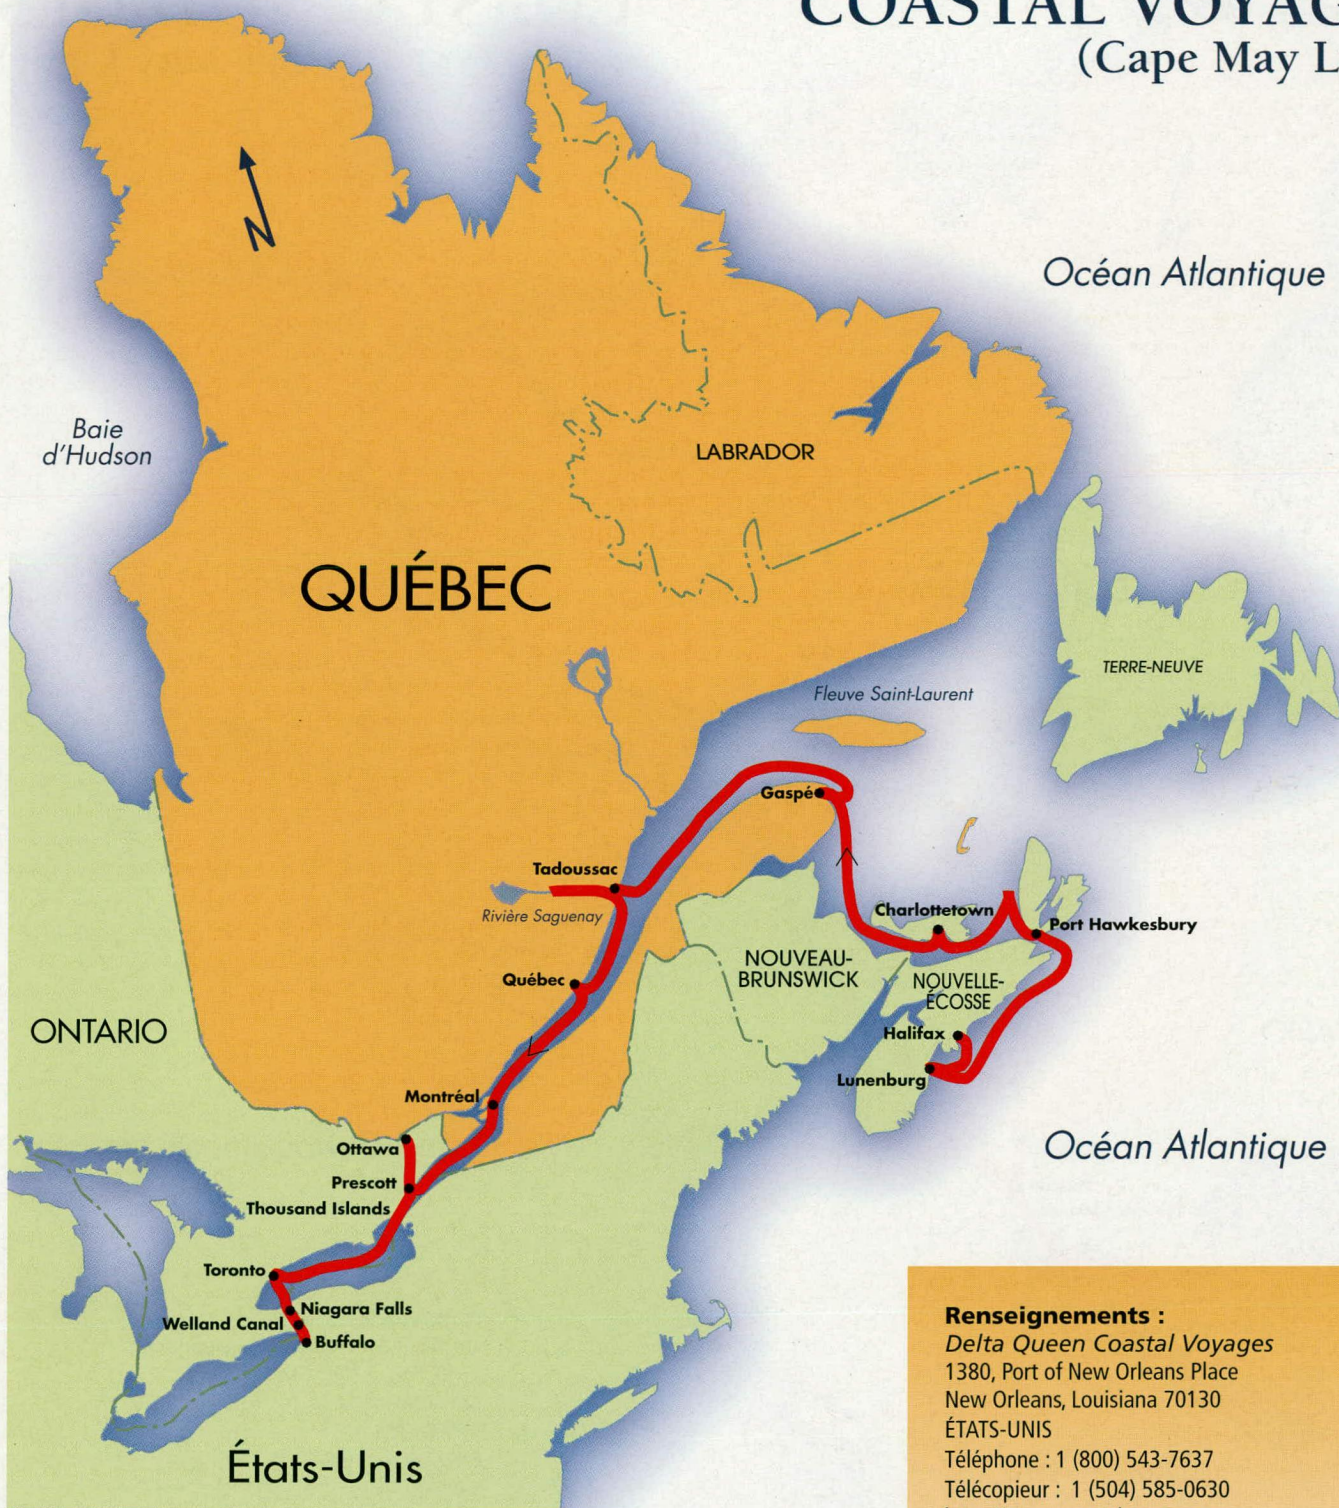 COASTAL VOYAG
(Cape May L
N
Océan Atlantique
Baie
d'Hudson
LABRADOR
QUÉBEC
TERRE-NEUVE
Fleuve Saint-Laurent
Gaspé
Tadoussac
Rivière Saguenay
Charlottetown
Port Hawkesbury
NOUVEAU-
BRUNSWICK
NOUVELLE-
ÉCOSSE
Québec
ONTARIO
Halifax
Lunenburg
Montréal
Ottawa
Océan Atlantique
Prescott
Thousand Islands
Toronto
Niagara Falls
Welland Canal
Buffalo
États-Unis
Renseignements :
Delta Queen Coastal Voyages
1380, Port of New Orleans Place
New Orleans, Louisiana 70130
ÉTATS-UNIS
Téléphone : 1 (800) 543-7637
Télécopieur : 1 (504) 585-0630